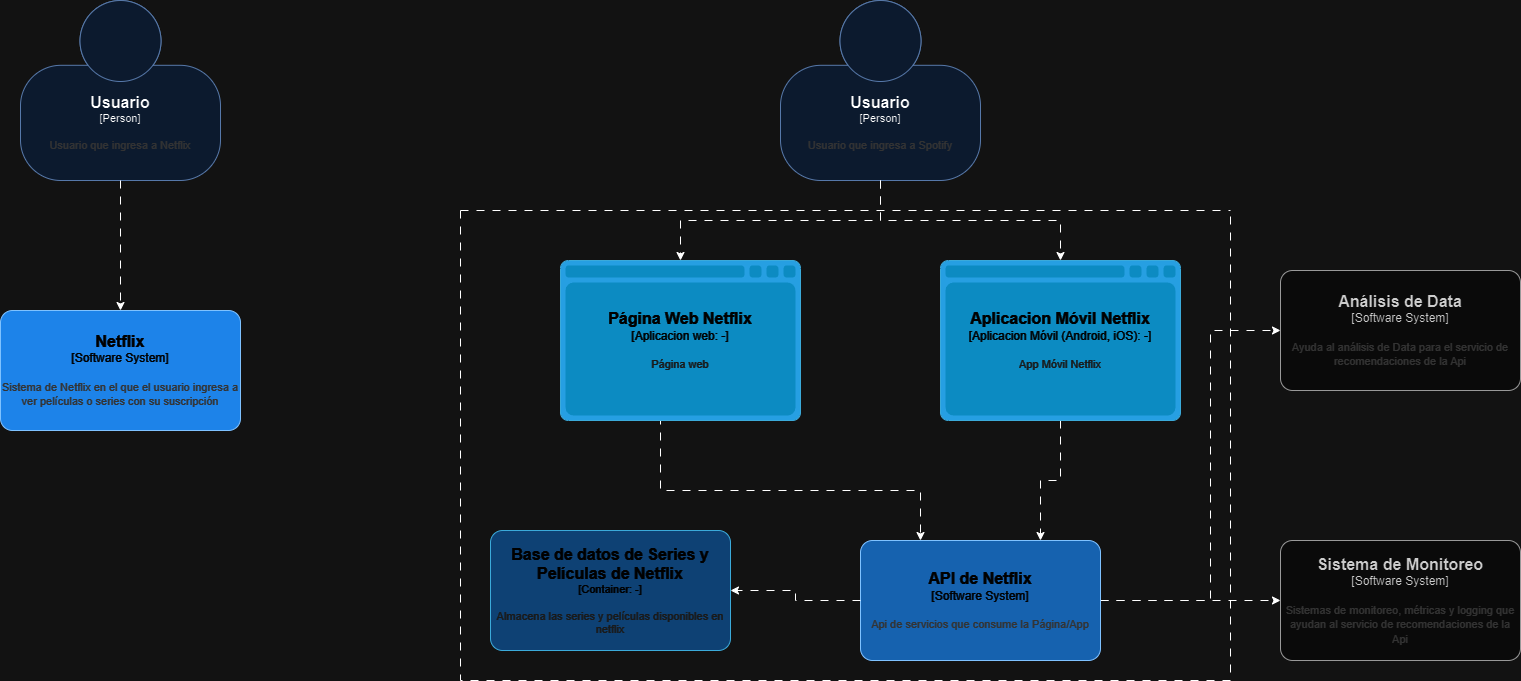 Usuario
[Person]
Usuario que ingresa a Netflix
Netflix
[Software System]
Sistema de Netflix en el que el usuario ingresa a
ver películas o series con su suscripción
Usuario
[Person]
Usuario que ingresa a Spotify
Página Web Netflix
[Aplicacion web: -]
Página web
Aplicacion Móvil Netflix
[Aplicacion Móvil (Android, iOS): -]
App Móvil Netflix
Análisis de Data
[Software System]
Ayuda al análisis de Data para el servicio de
recomendaciones de la Api
Base de datos de Series y
Películas de Netflix
[Container: -]
Almacena las series y películas disponibles en
netflix
API de Netflix
[Software System]
Api de servicios que consume la Página/App
Sistema de Monitoreo
[Software System]
Sistemas de monitoreo, métricas y logging que
ayudan al servicio de recomendaciones de la
Api